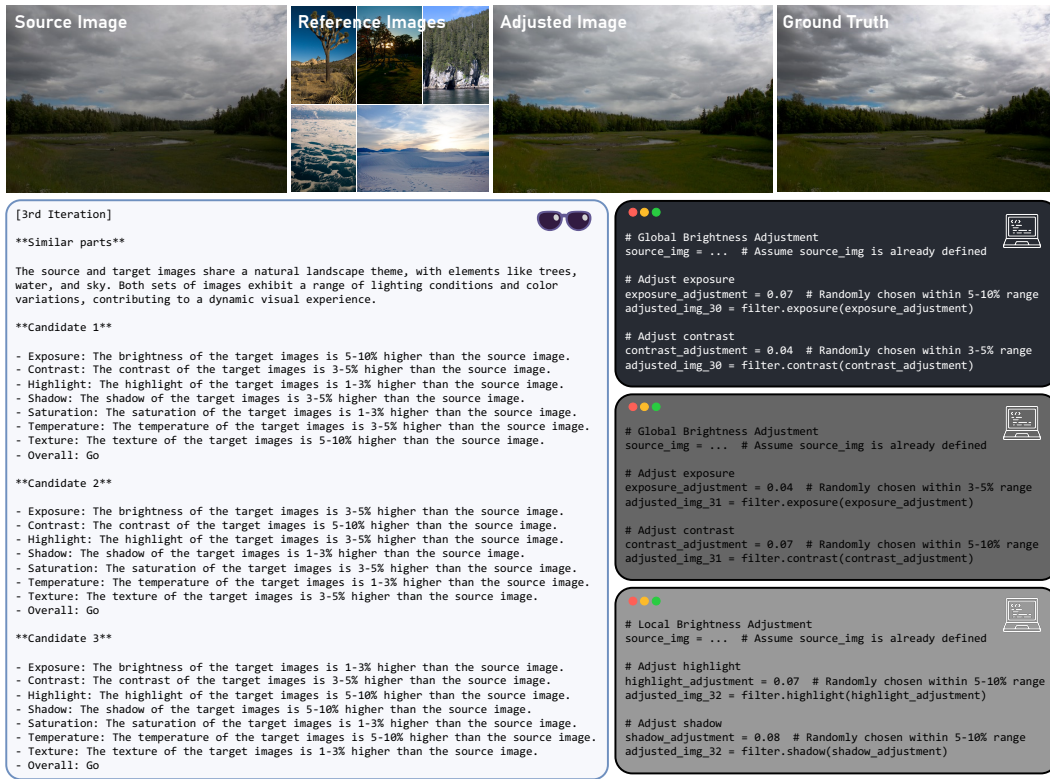 Source Image
Reference Images
Adjusted Image
Ground Truth
[3rd Iteration]
**Similar parts**
The source and target images share a natural landscape theme, with elements like trees,
water, and sky. Both sets of images exhibit a range of lighting conditions and color
variations, contributing to a dynamic visual experience.
**Candidate 1**
- Exposure: The brightness of the target images is 5-10% higher than the source image.
- Contrast: The contrast of the target images is 3-5% higher than the source image.
- Highlight: The highlight of the target images is 1-3% higher than the source image.
- Shadow: The shadow of the target images is 3-5% higher than the source image.
- Saturation: The saturation of the target images is 1-3% higher than the source image.
- Temperature: The temperature of the target images is 3-5% higher than the source image.
- Texture: The texture of the target images is 5-10% higher than the source image.
- Overall: Go
**Candidate 2**
- Exposure: The brightness of the target images is 3-5% higher than the source image.
- Contrast: The contrast of the target images is 5-10% higher than the source image.
- Highlight: The highlight of the target images is 3-5% higher than the source image.
- Shadow: The shadow of the target images is 1-3% higher than the source image.
- Saturation: The saturation of the target images is 3-5% higher than the source image.
- Temperature: The temperature of the target images is 1-3% higher than the source image.
- Texture: The texture of the target images is 3-5% higher than the source image.
- Overall: Go
**Candidate 3**
- Exposure: The brightness of the target images is 1-3% higher than the source image.
- Contrast: The contrast of the target images is 3-5% higher than the source image.
- Highlight: The highlight of the target images is 5-10% higher than the source image.
- Shadow: The shadow of the target images is 5-10% higher than the source image.
- Saturation: The saturation of the target images is 1-3% higher than the source image.
- Temperature: The temperature of the target images is 5-10% higher than the source image.
- Texture: The texture of the target images is 1-3% higher than the source image.
- Overall: Go
# Global Brightness Adjustment
source_img = ...  # Assume source_img is already defined
# Adjust exposure
exposure_adjustment = 0.07  # Randomly chosen within 5-10% range
adjusted_img_30 = filter.exposure(exposure_adjustment)
# Adjust contrast
contrast_adjustment = 0.04  # Randomly chosen within 3-5% range
adjusted_img_30 = filter.contrast(contrast_adjustment)
# Global Brightness Adjustment
source_img = ...  # Assume source_img is already defined
# Adjust exposure
exposure_adjustment = 0.04  # Randomly chosen within 3-5% range
adjusted_img_31 = filter.exposure(exposure_adjustment)
# Adjust contrast
contrast_adjustment = 0.07  # Randomly chosen within 5-10% range
adjusted_img_31 = filter.contrast(contrast_adjustment)
# Local Brightness Adjustment
source_img = ...  # Assume source_img is already defined
# Adjust highlight
highlight_adjustment = 0.07  # Randomly chosen within 5-10% range
adjusted_img_32 = filter.highlight(highlight_adjustment)
# Adjust shadow
shadow_adjustment = 0.08  # Randomly chosen within 5-10% range
adjusted_img_32 = filter.shadow(shadow_adjustment)